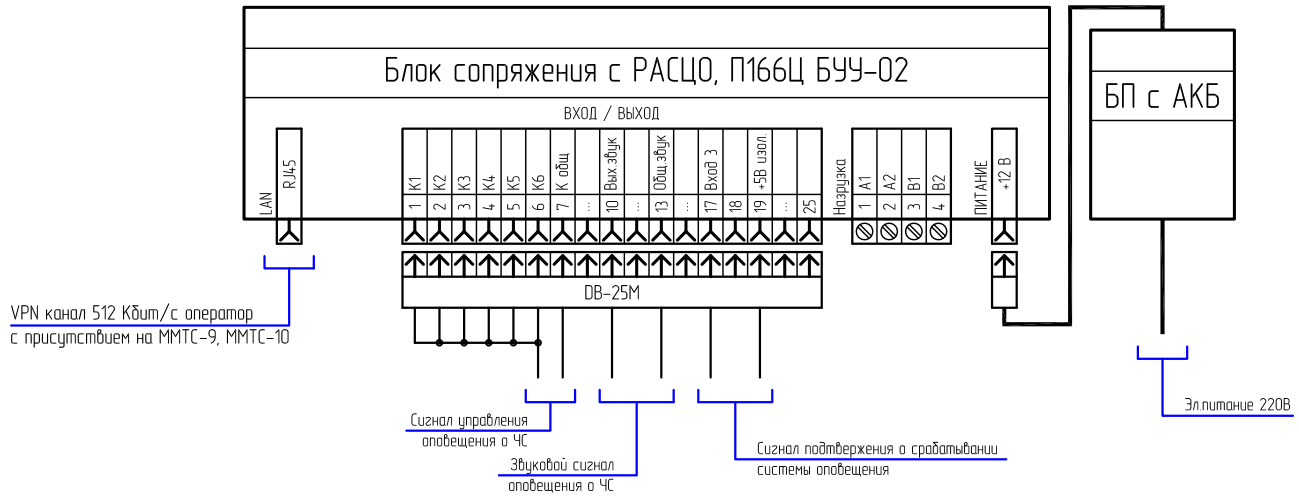 Блок сопряжения с РАСЦО, П166Ц БУУ-02
БП с АКБ
ВХОД / ВЫХОД
LAN
RJ45
1 К1
2 К2
3 К3
4 К4
5 К5
6 К6
7 К общ
...
10 Вых.звук
...
13 Общ.звук
...
17 Вход 3
18
19 +5В изол.
...
25
Назрузка
1 А1
2 А2
3 В1
4 В2
ПИТАНИЕ
+12 В
DB-25M
VPN канал 512 Кбит/с оператор
с присутствием на ММТС-9, ММТС-10
Сигнал управления
оповещения о ЧС
Звуковой сигнал
оповещения о ЧС
Сигнал подтвержения о срабатывании
системы оповещения
Эл.питание 220В